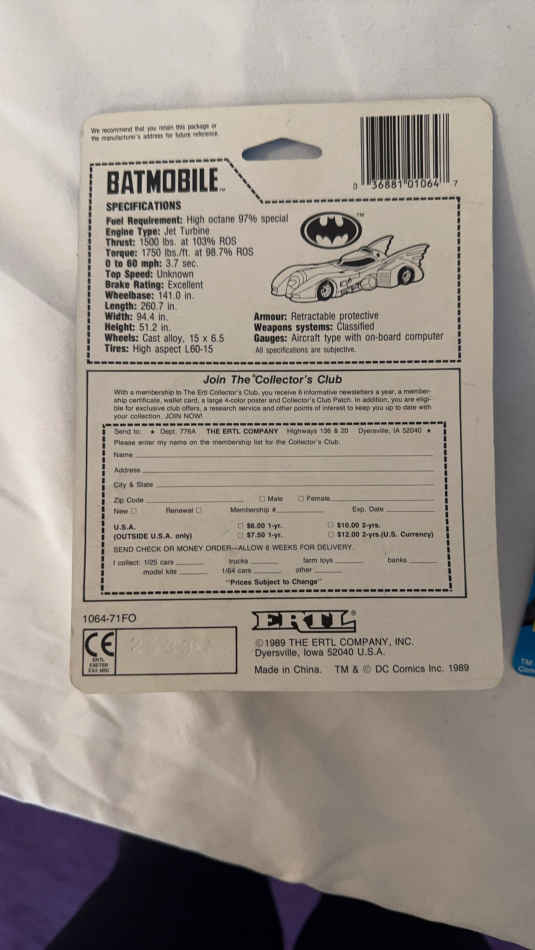 We recommend that you retain this package or
the manufacturer's address for future reference.
0 36881 01064 7
BATMOBILE™
SPECIFICATIONS
Fuel Requirement: High octane 97% special
Engine Type: Jet Turbine
Thrust: 1500 lbs. at 103% ROS
Torque: 1750 lbs./ft. at 98.7% ROS
0 to 60 mph: 3.7 sec.
Top Speed: Unknown
Brake Rating: Excellent
Wheelbase: 141.0 in.
Length: 260.7 in.
Width: 94.4 in.
Height: 51.2 in.
Wheels: Cast alloy, 15 x 6.5
Tires: High aspect L60-15
TM
Armour: Retractable protective
Weapons systems: Classified
Gauges: Aircraft type with on-board computer
All specifications are subjective.
Join The Collector's Club
With a membership to The Ertl Collector's Club, you receive 6 informative newsletters a year, a member-
ship certificate, wallet card, a large 4-color poster and Collector's Club Patch. In addition, you are eligi-
ble for exclusive club offers, a research service and other points of interest to keep you up to date with
your collection. JOIN NOW!
Send to: ★ Dept. 776A THE ERTL COMPANY Highways 136 & 20 Dyersville, IA 52040 ★
Please enter my name on the membership list for the Collector's Club.
Name
Address
City & State
Zip Code □ Male □ Female
New □ Renewal □ Membership # Exp. Date
U.S.A. □ $6.00 1-yr. □ $10.00 2-yrs.
(OUTSIDE U.S.A. only) □ $7.50 1-yr. □ $12.00 2-yrs.(U.S. Currency)
SEND CHECK OR MONEY ORDER—ALLOW 6 WEEKS FOR DELIVERY.
I collect: 1/25 cars trucks farm toys banks
model kits 1/64 cars other
"Prices Subject to Change"
1064-71FO
CE
ERTL
EXETER
EX2 8RU
ERTL®
©1989 THE ERTL COMPANY, INC.
Dyersville, Iowa 52040 U.S.A.
Made in China. TM & © DC Comics Inc. 1989
TM